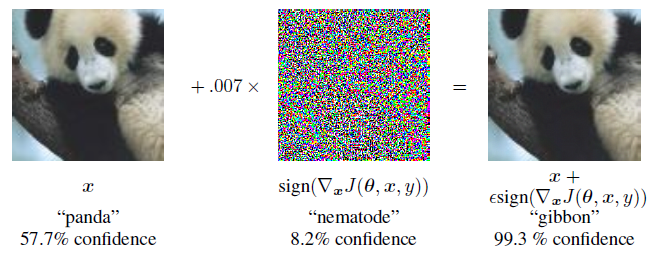 + .007 ×
=
x
“panda”
57.7% confidence
sign(∇ₓJ(θ, x, y))
“nematode”
8.2% confidence
x +
ϵsign(∇ₓJ(θ, x, y))
“gibbon”
99.3 % confidence